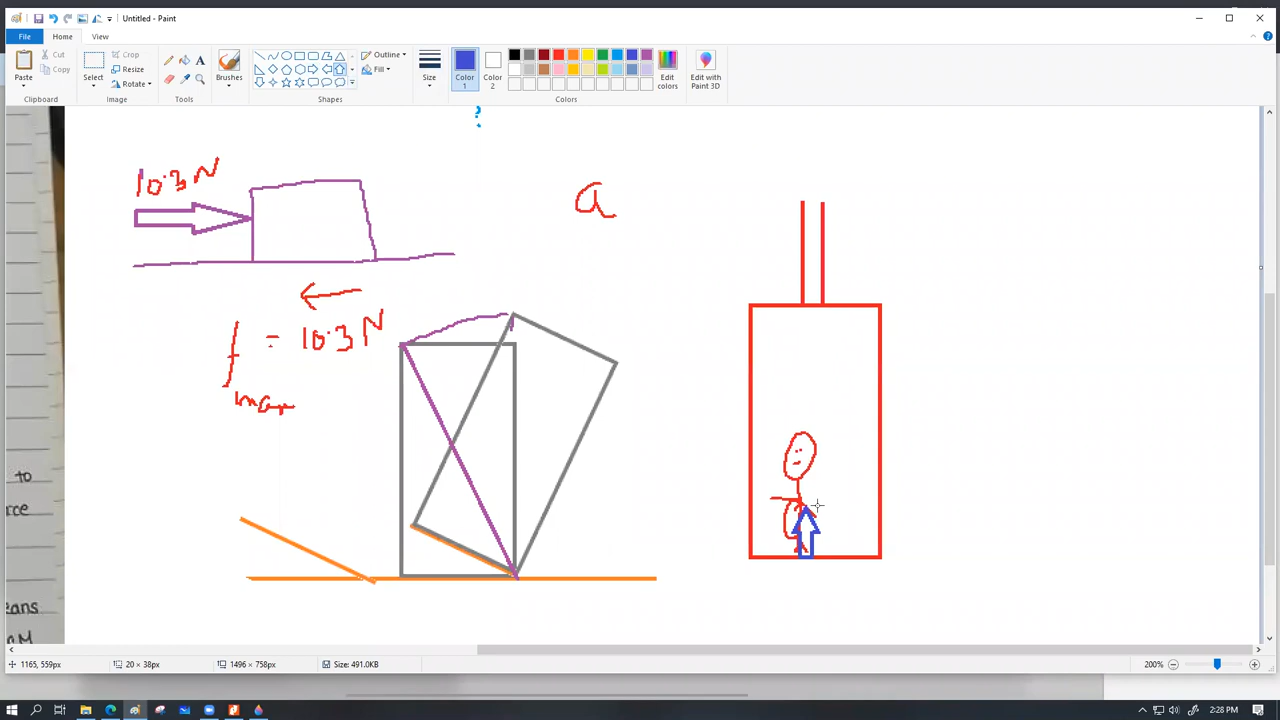 Untitled - Paint
File
Home
View
Paste
Cut
Copy
Clipboard
Select
Crop
Resize
Rotate
Image
A
Tools
Brushes
Outline
Fill
Shapes
Size
Color 1
Color 2
Edit colors
Edit with Paint 3D
Colors
?
10.3 N
a
f max = 10.3 N
to
rce
eans
1165, 559px
20 × 38px
1496 × 758px
Size: 491.0KB
200%
2:28 PM